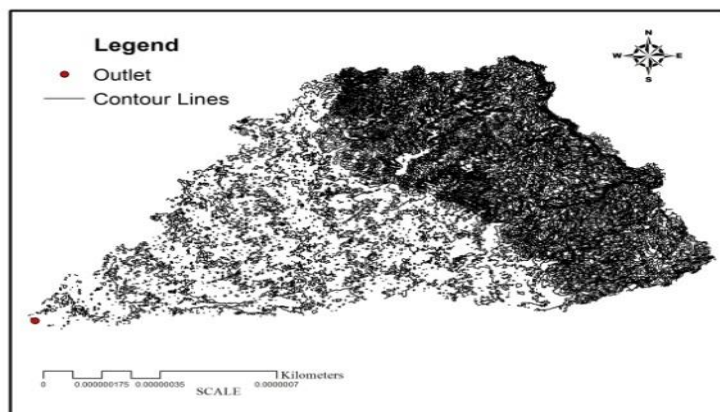 Legend
Outlet
Contour Lines
N
W E
S
Kilometers
0 0.000000175 0.00000035 0.0000007
SCALE